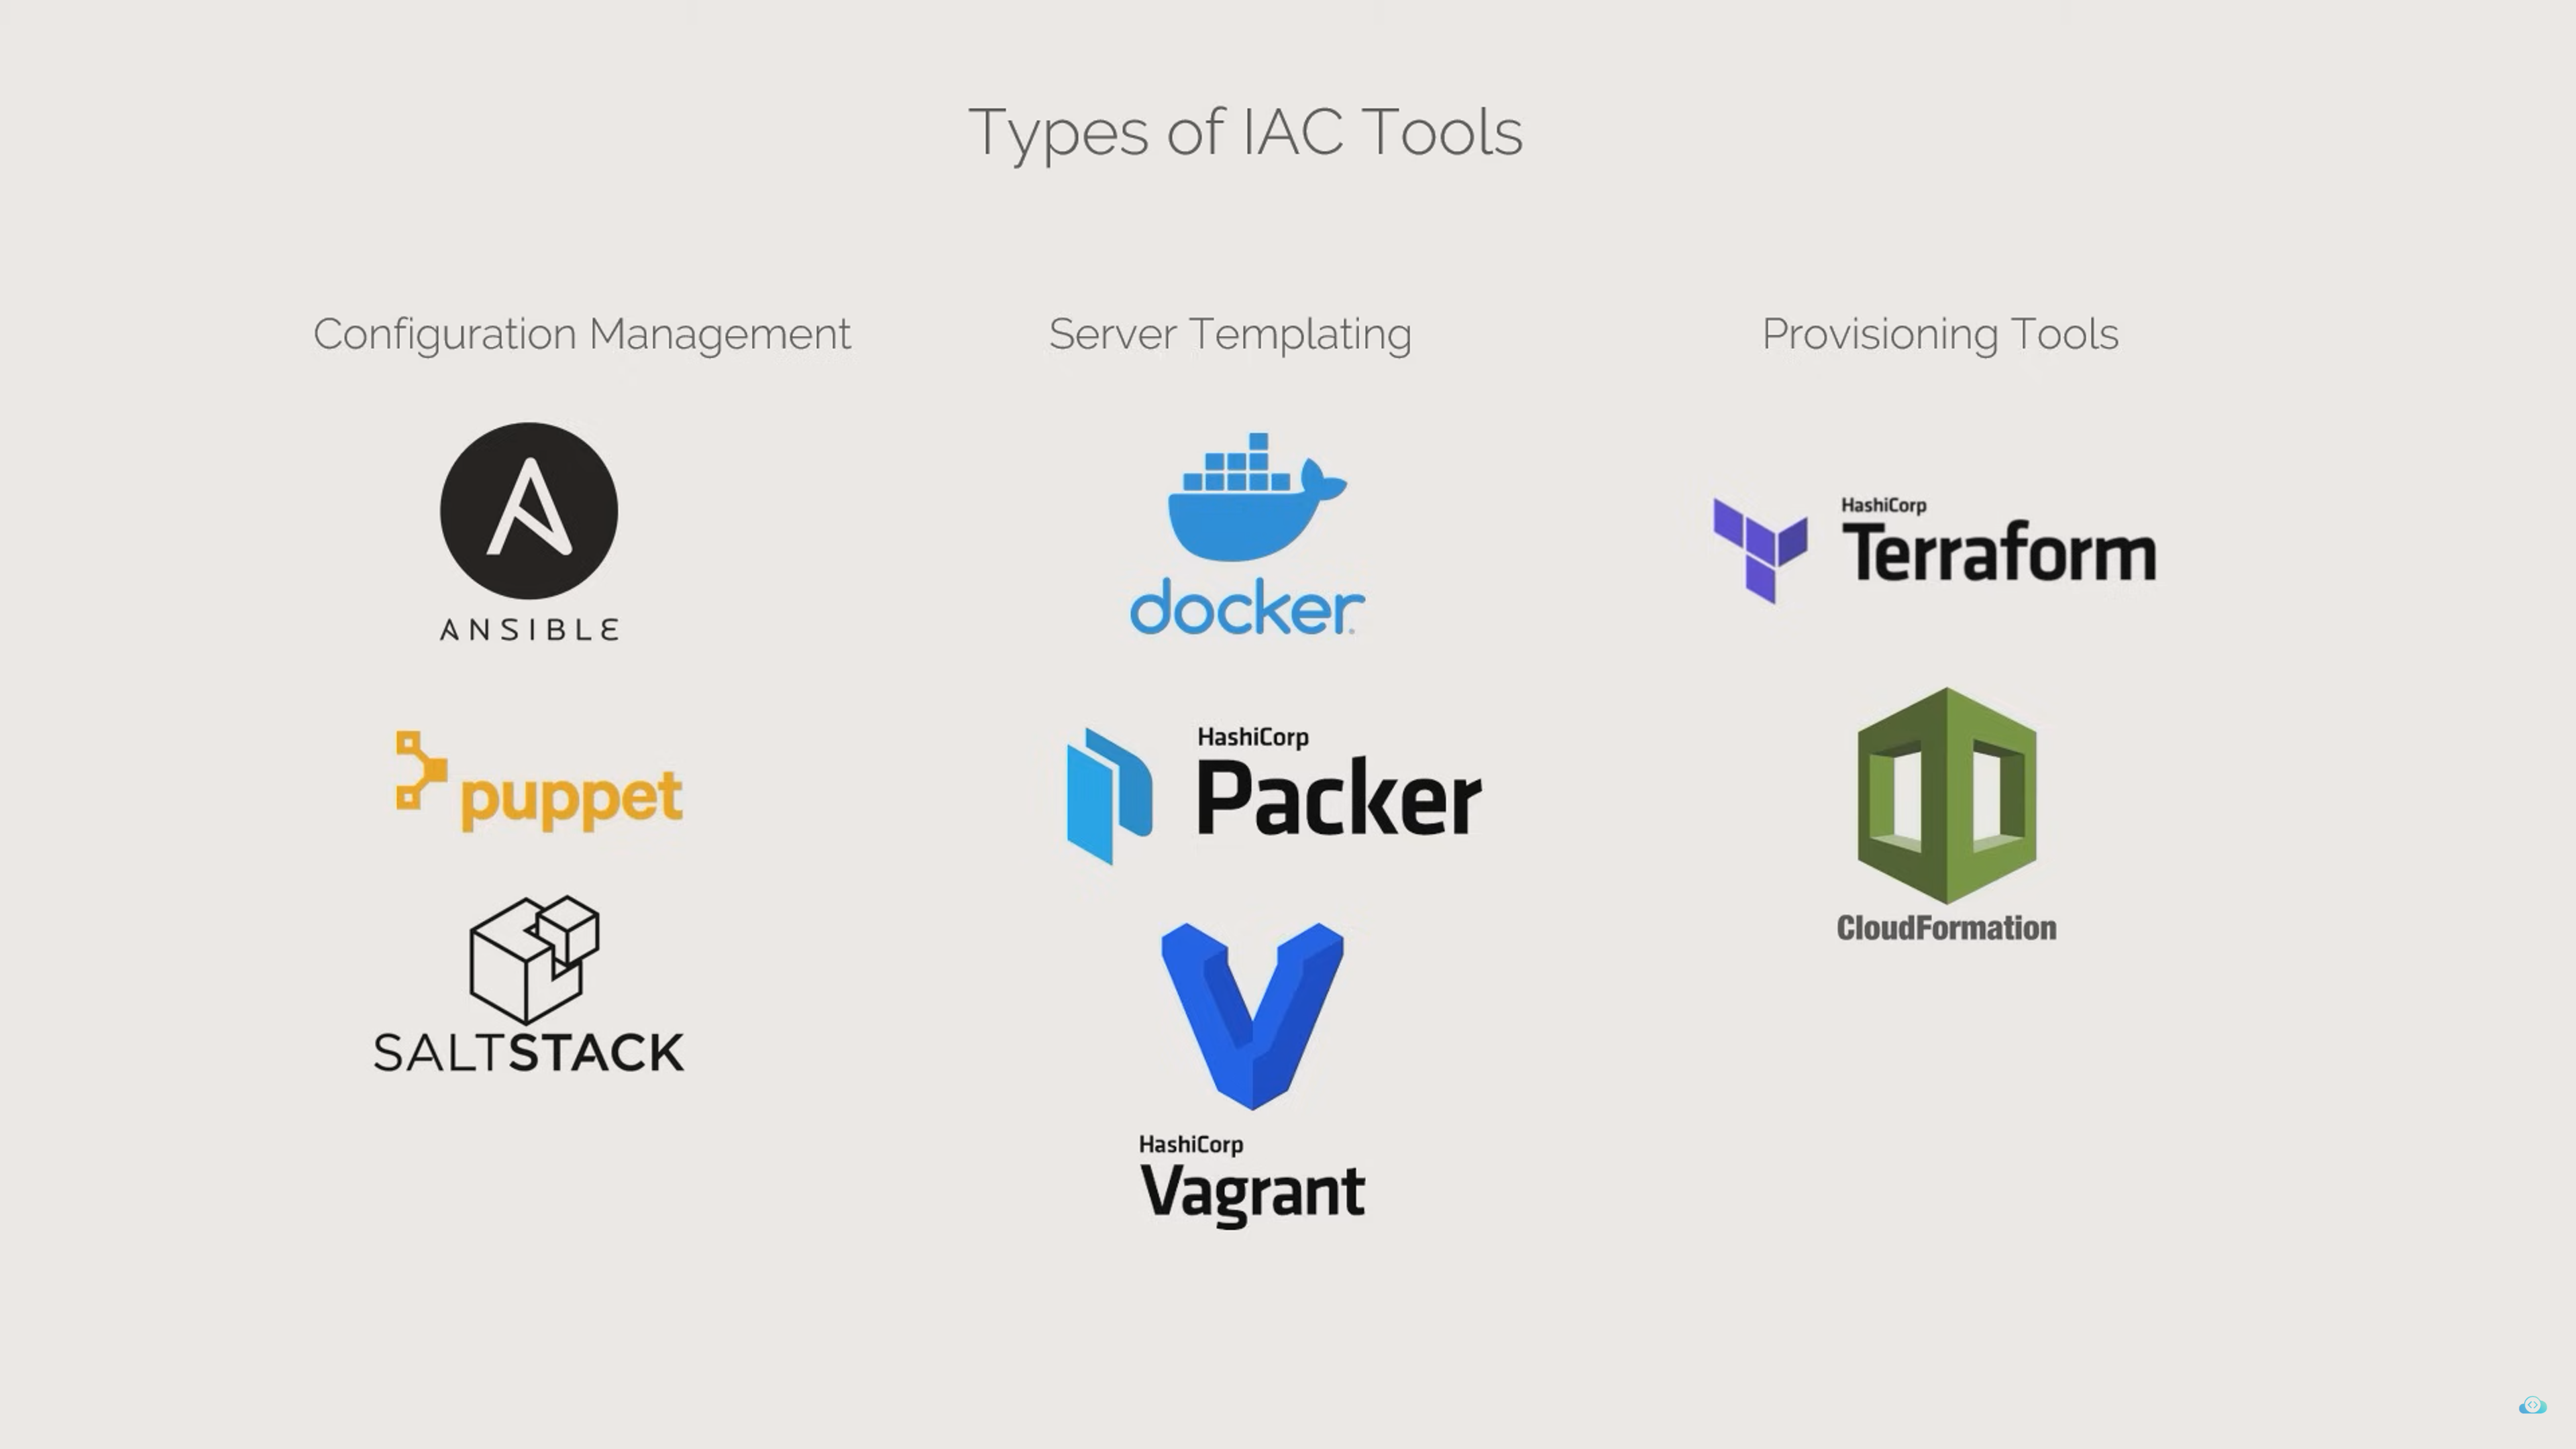 Types of IAC Tools
Configuration Management
ANSIBLE
puppet
SALTSTACK
Server Templating
docker
HashiCorp
Packer
HashiCorp
Vagrant
Provisioning Tools
HashiCorp
Terraform
CloudFormation